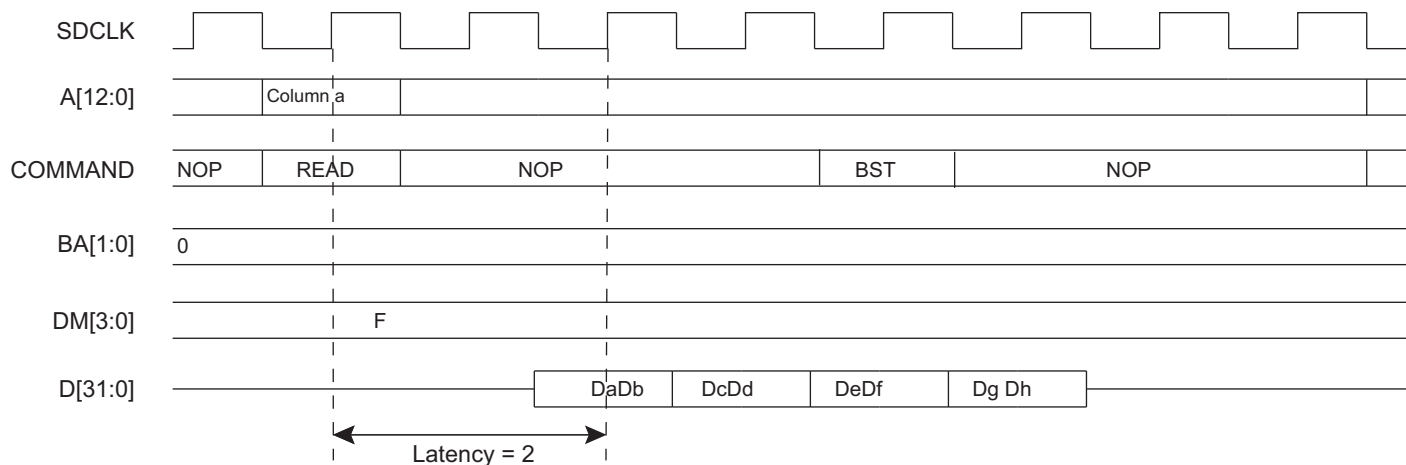 SDCLK
A[12:0] Column a
COMMAND NOP READ NOP BST NOP
BA[1:0] 0
DM[3:0] F
D[31:0] DaDb DcDd DeDf Dg Dh
Latency = 2